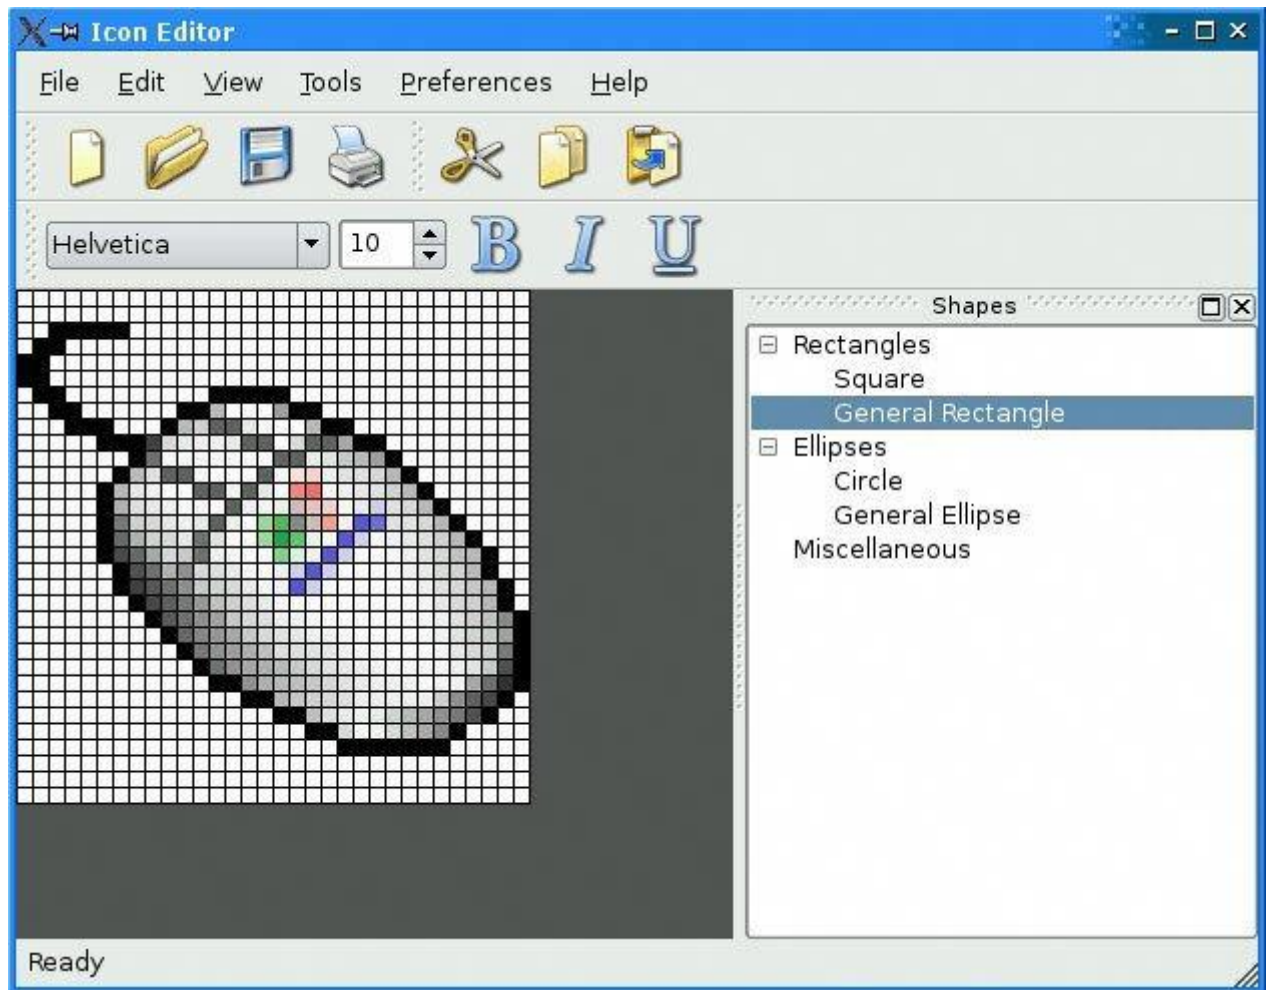 Icon Editor
File Edit View Tools Preferences Help
Helvetica 10 B I U
Shapes
Rectangles
Square
General Rectangle
Ellipses
Circle
General Ellipse
Miscellaneous
Ready